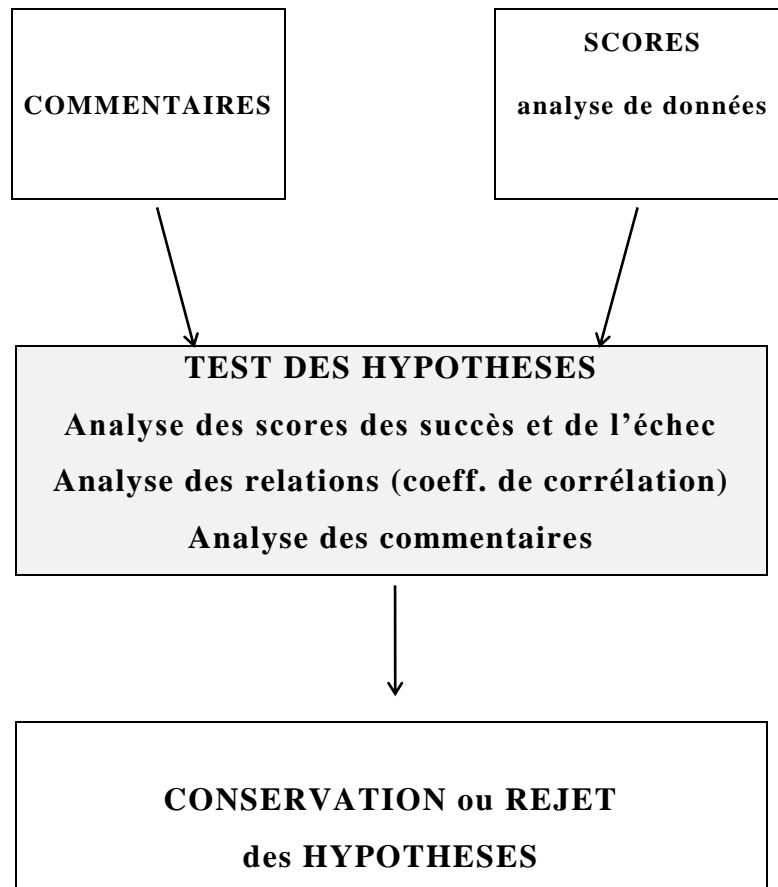 COMMENTAIRES
SCORES
analyse de données
TEST DES HYPOTHESES
Analyse des scores des succès et de l’échec
Analyse des relations (coeff. de corrélation)
Analyse des commentaires
CONSERVATION ou REJET
des HYPOTHESES